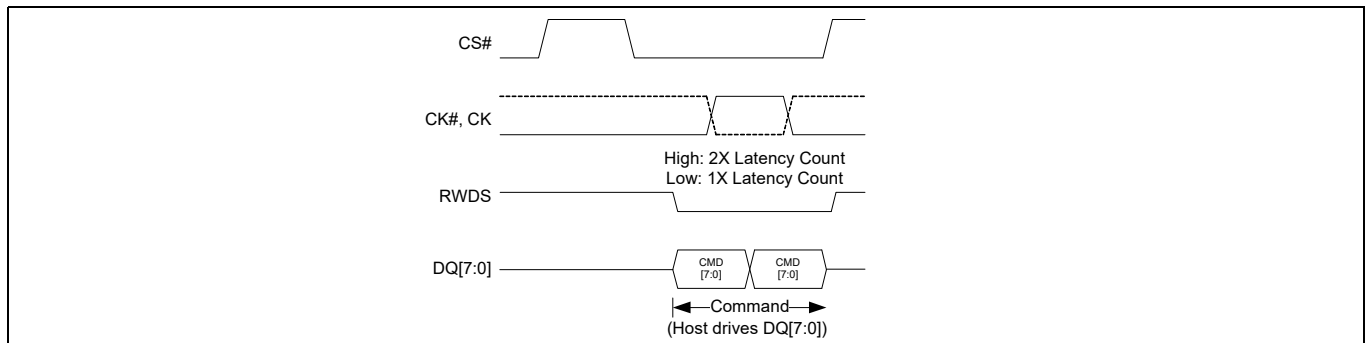 CS#
CK#, CK
High: 2X Latency Count
Low: 1X Latency Count
RWDS
DQ[7:0]
CMD CMD
[7:0] [7:0]
Command
(Host drives DQ[7:0])